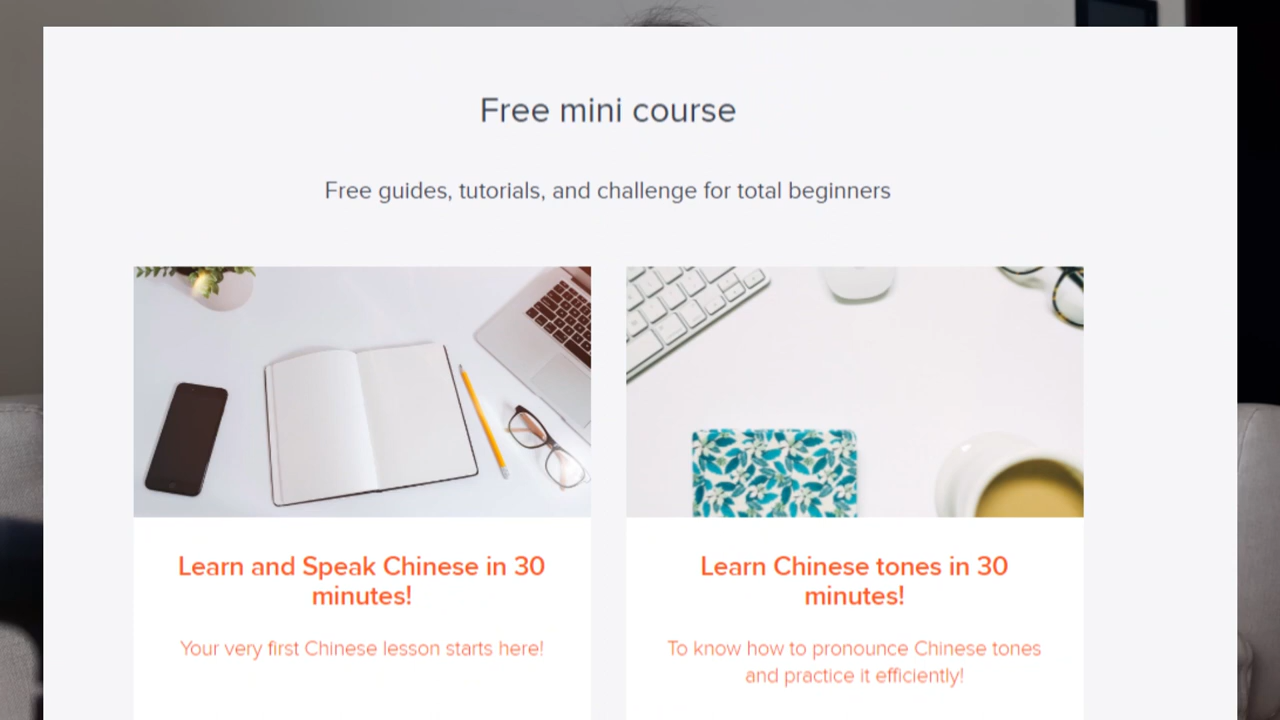 Free mini course
Free guides, tutorials, and challenge for total beginners
Learn and Speak Chinese in 30
minutes!
Your very first Chinese lesson starts here!
Learn Chinese tones in 30
minutes!
To know how to pronounce Chinese tones
and practice it efficiently!